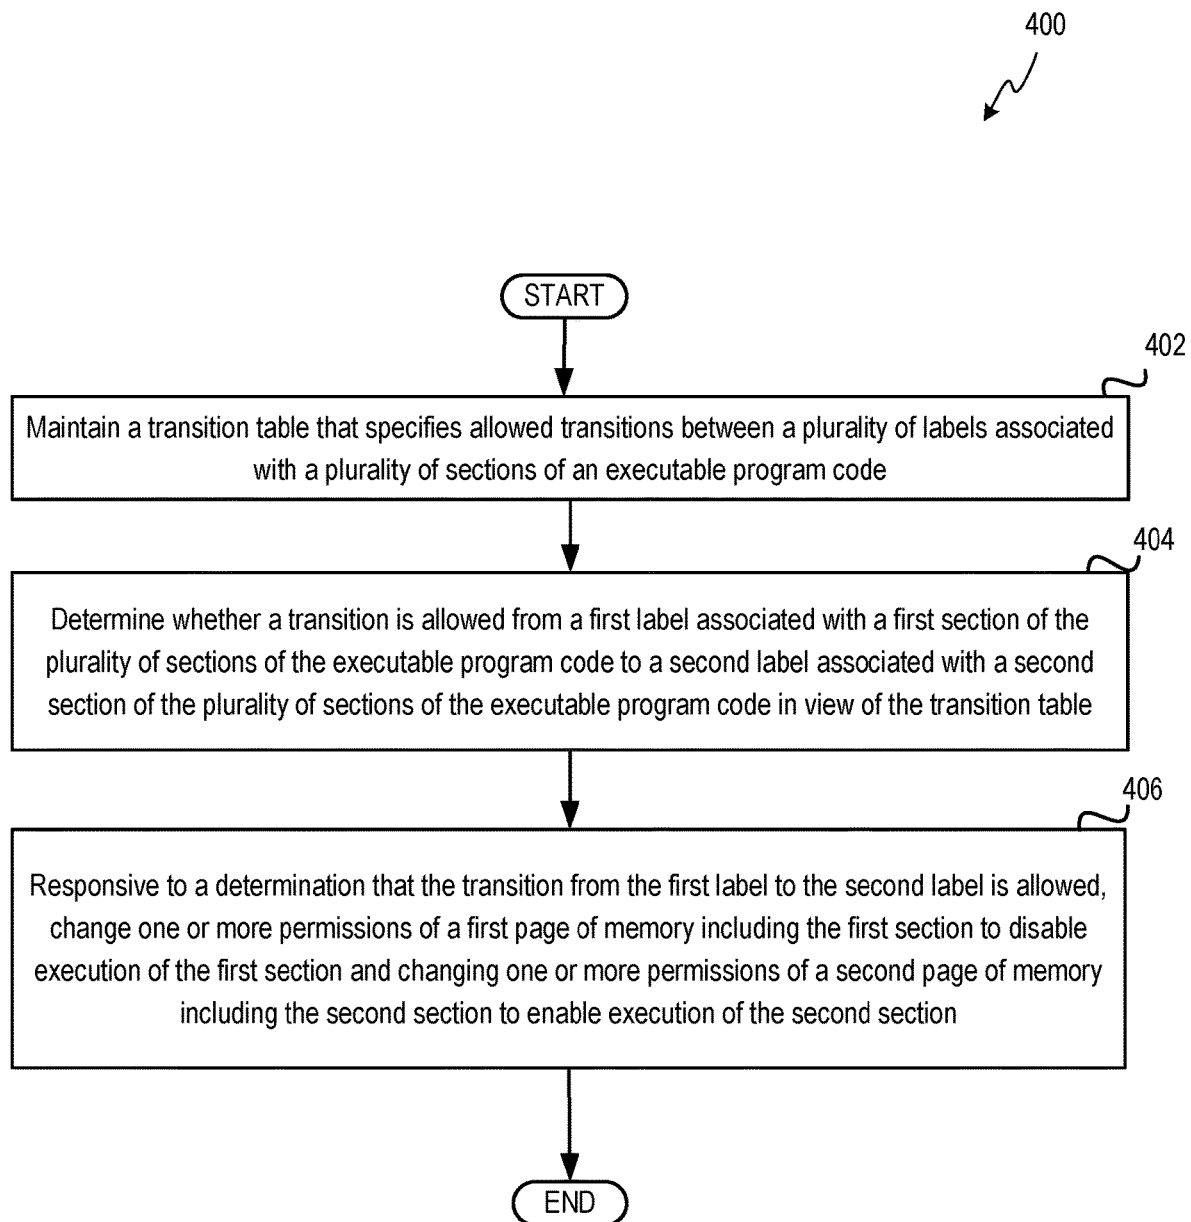 400
START
402
Maintain a transition table that specifies allowed transitions between a plurality of labels associated
with a plurality of sections of an executable program code
404
Determine whether a transition is allowed from a first label associated with a first section of the
plurality of sections of the executable program code to a second label associated with a second
section of the plurality of sections of the executable program code in view of the transition table
406
Responsive to a determination that the transition from the first label to the second label is allowed,
change one or more permissions of a first page of memory including the first section to disable
execution of the first section and changing one or more permissions of a second page of memory
including the second section to enable execution of the second section
END